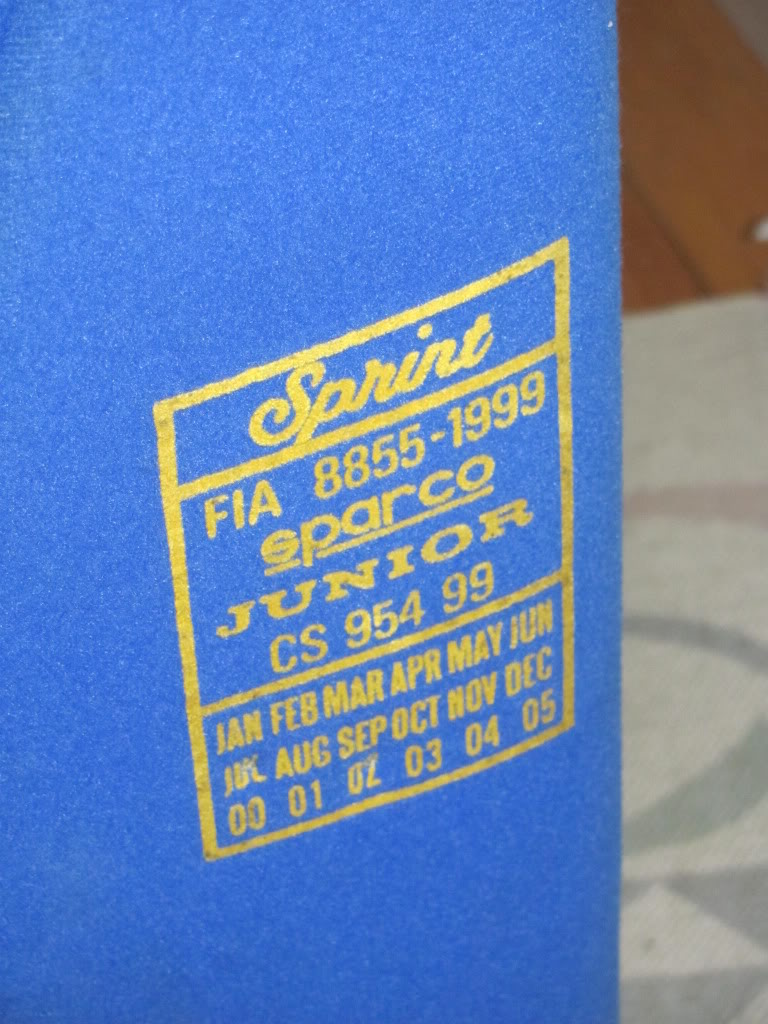 Sprint
FIA 8855-1999
sparco
JUNIOR
CS 954 99
JAN FEB MAR APR MAY JUN
JUL AUG SEP OCT NOV DEC
00 01 02 03 04 05